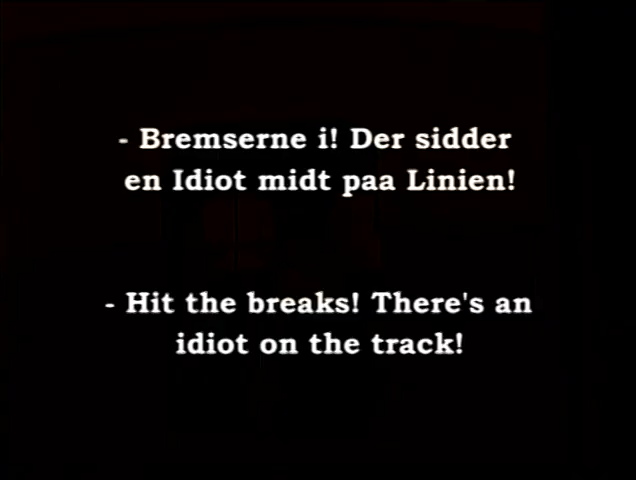 - Bremserne i! Der sidder
en Idiot midt paa Linien!
- Hit the breaks! There's an
idiot on the track!